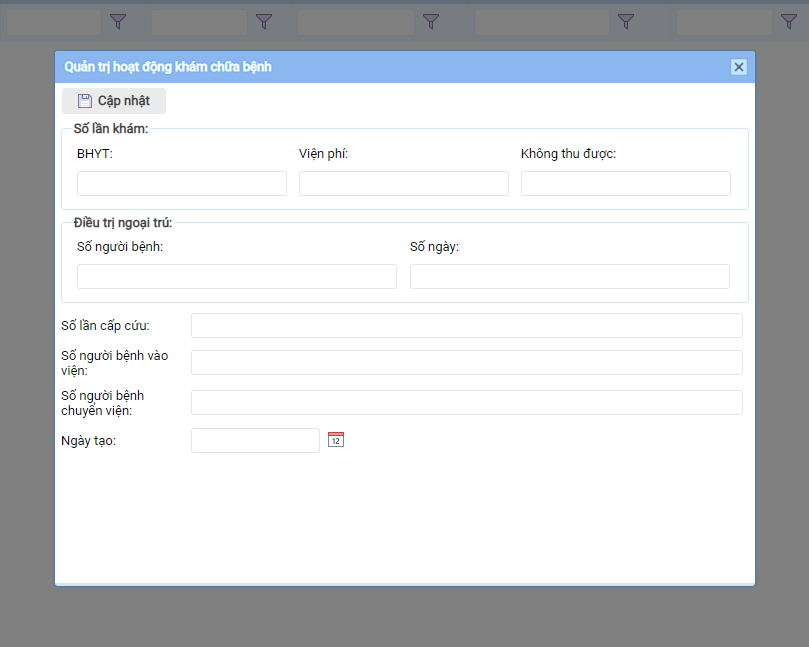 Quản trị hoạt động khám chữa bệnh
Cập nhật
Số lần khám:
BHYT: Viện phí: Không thu được:
Điều trị ngoại trú:
Số người bệnh: Số ngày:
Số lần cấp cứu:
Số người bệnh vào
viện:
Số người bệnh
chuyển viện:
Ngày tạo:
12